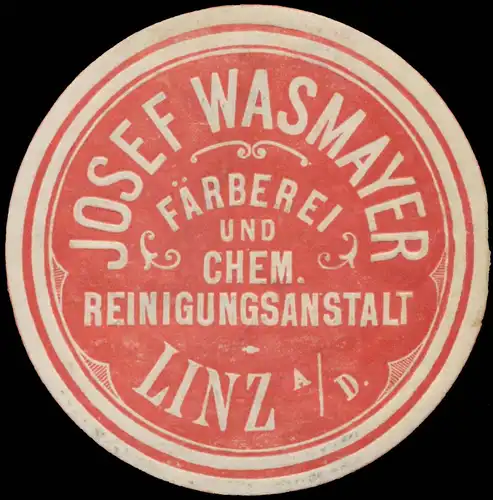 JOSEF WASMAYER
FÄRBEREI
UND
CHEM.
REINIGUNGSANSTALT
LINZ A/D.